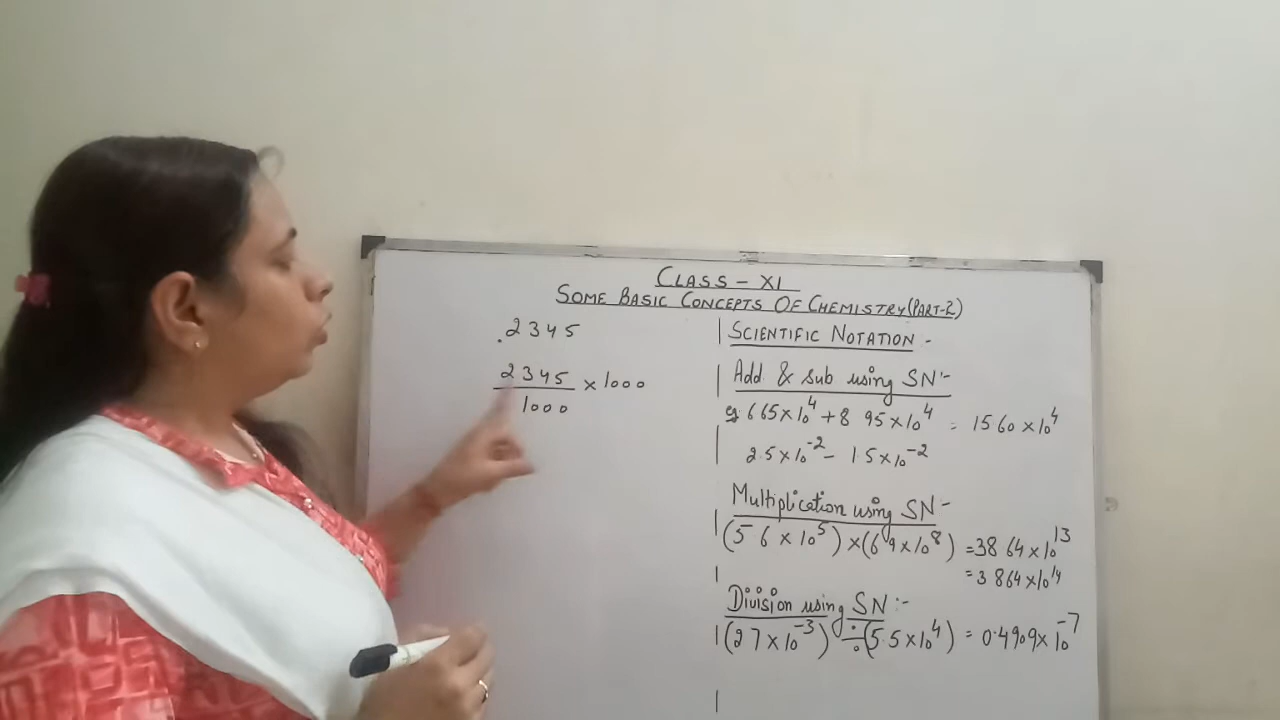 CLASS - XI
SOME BASIC CONCEPTS OF CHEMISTRY (PART-2)
.2345
2345 × 1000
1000
SCIENTIFIC NOTATION -
Add & sub using SN :-
eg 6.65×10⁴ + 8.95×10⁴ = 15.60×10⁴
2.5×10⁻² - 1.5×10⁻²
Multiplication using SN -
(5.6 × 10⁵) × (6.9×10⁸) = 38.64×10¹³
= 3.864×10¹⁴
Division using SN :-
(2.7×10⁻³) ÷ (5.5×10⁴) = 0.4909×10⁻⁷